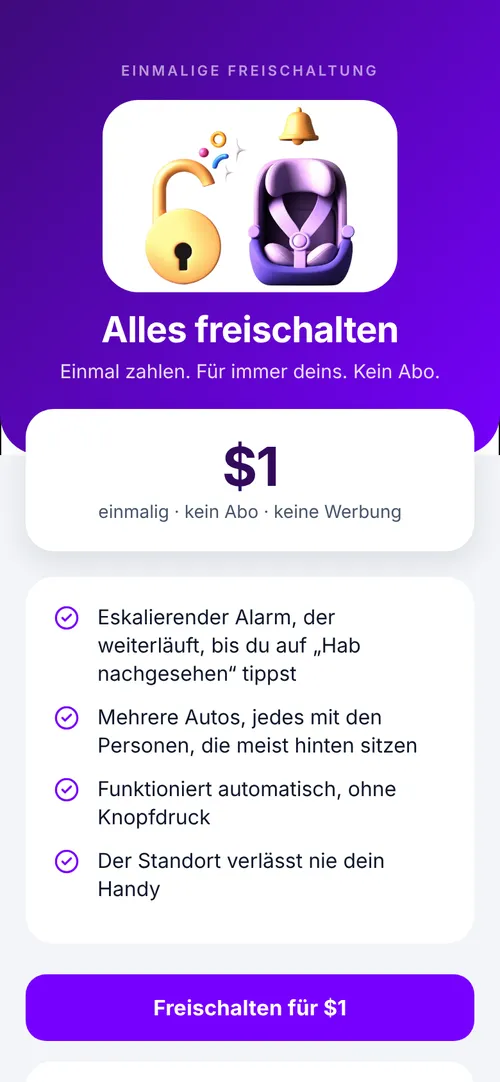 EINMALIGE FREISCHALTUNG
Alles freischalten
Einmal zahlen. Für immer deins. Kein Abo.
$1
einmalig · kein Abo · keine Werbung
Eskalierender Alarm, der
weiterläuft, bis du auf „Hab
nachgesehen“ tippst
Mehrere Autos, jedes mit den
Personen, die meist hinten sitzen
Funktioniert automatisch, ohne
Knopfdruck
Der Standort verlässt nie dein
Handy
Freischalten für $1